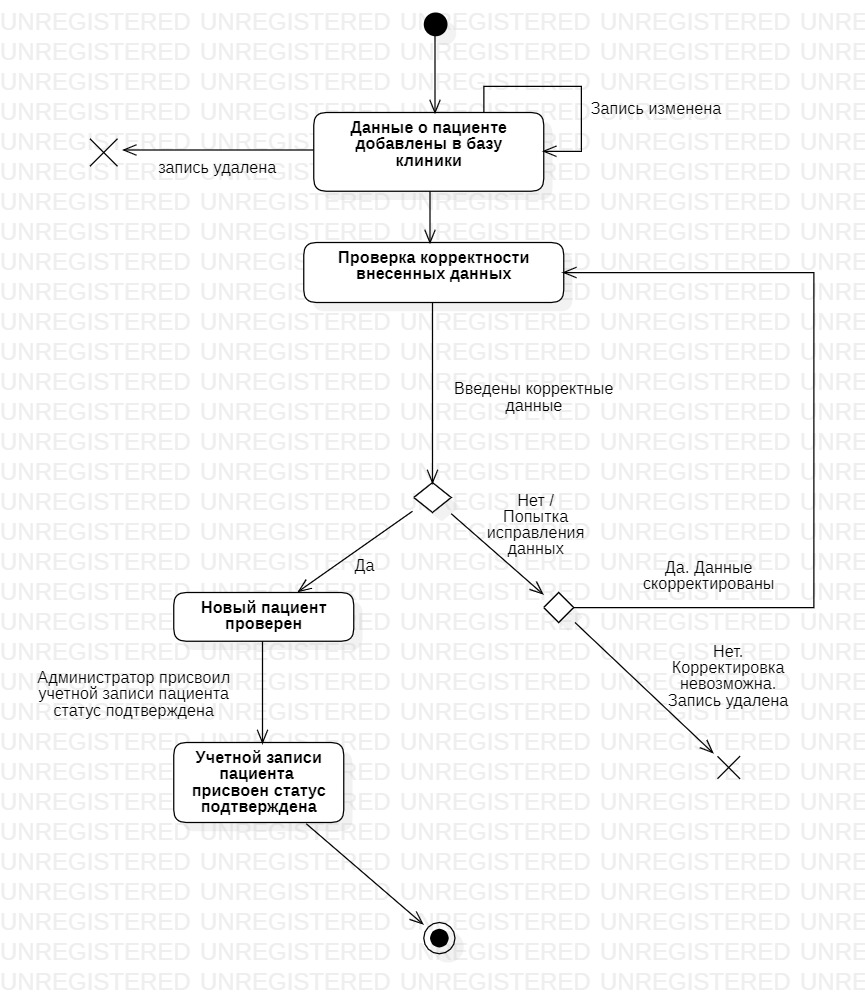 Запись изменена
Данные о пациенте
добавлены в базу
клиники
запись удалена
Проверка корректности
внесенных данных
Введены корректные
данные
Нет /
Попытка
исправления
данных
Да
Да. Данные
скорректированы
Новый пациент
проверен
Нет.
Корректировка
невозможна.
Запись удалена
Администратор присвоил
учетной записи пациента
статус подтверждена
Учетной записи
пациента
присвоен статус
подтверждена
UNREGISTERED